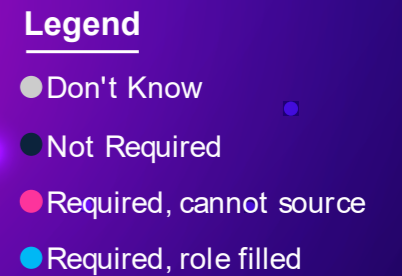 Legend
Don't Know
Not Required
Required, cannot source
Required, role filled